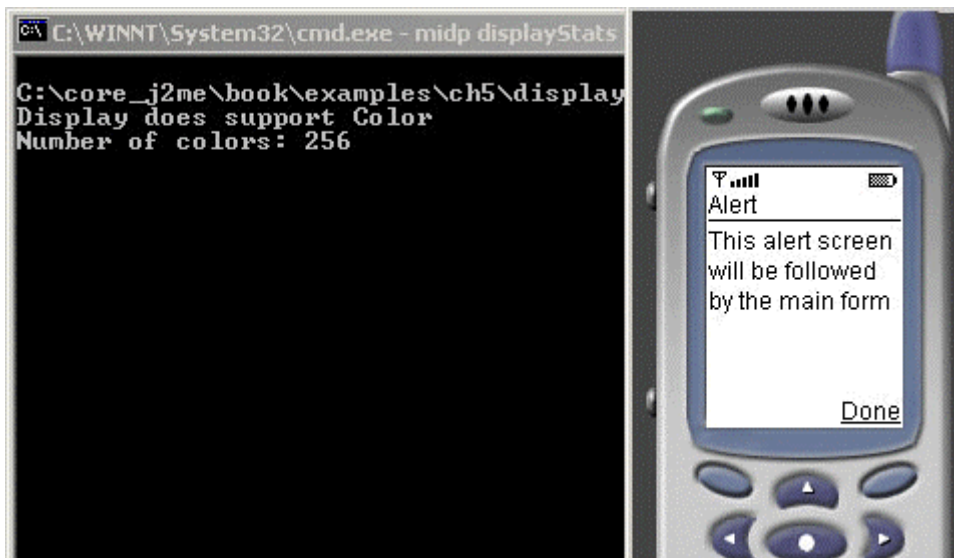 C:\WINNT\System32\cmd.exe - midp displayStats
C:\core_j2me\book\examples\ch5\display
Display does support Color
Number of colors: 256
Alert
This alert screen
will be followed
by the main form
Done